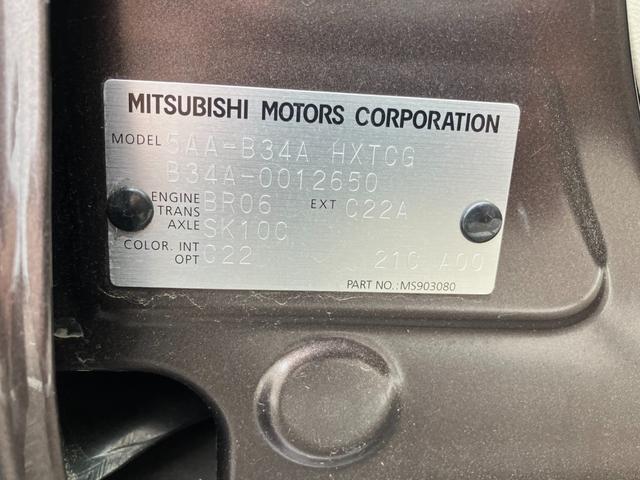 MITSUBISHI MOTORS CORPORATION
MODEL 5AA-B34A HXTCG
B34A-0012650
ENGINE BR06 EXT C22A
TRANS
AXLE SK10C
COLOR. INT
OPT C22 21C A00
PART NO.: MS903080